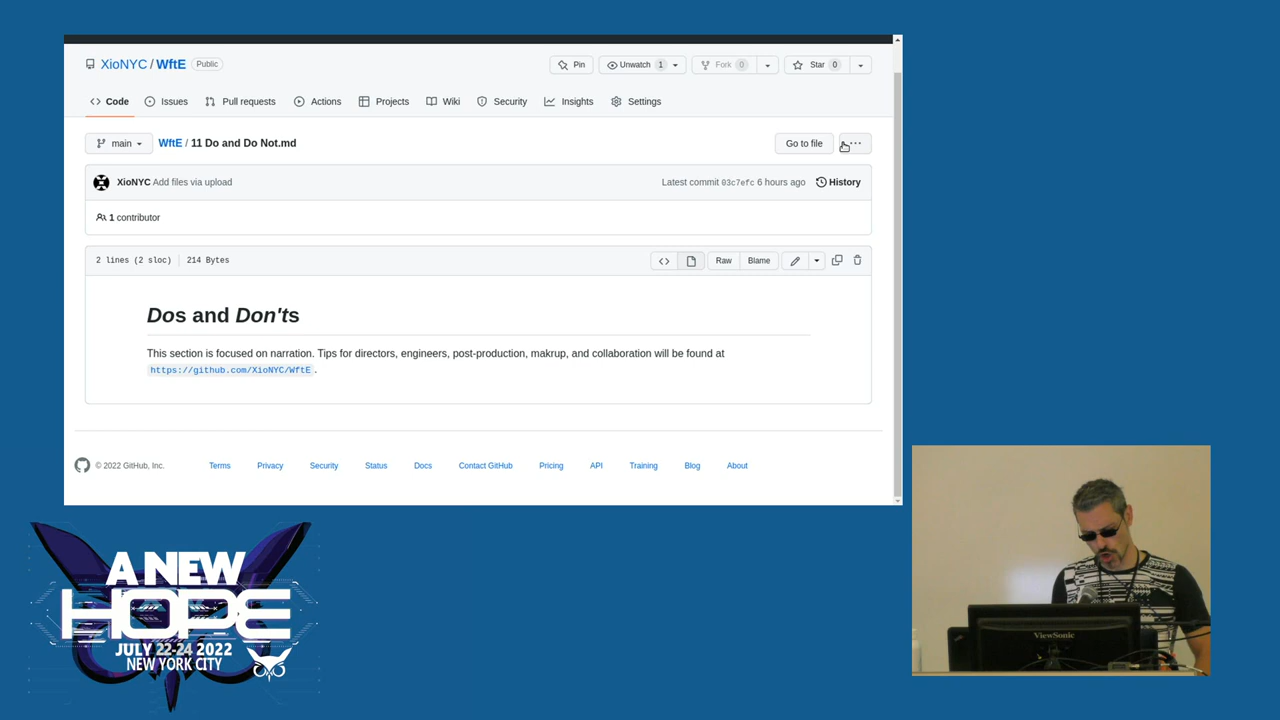 XioNYC / WftE Public
Pin
Unwatch 1
Fork 0
Star 0
Code
Issues
Pull requests
Actions
Projects
Wiki
Security
Insights
Settings
main
WftE / 11 Do and Do Not.md
Go to file
XioNYC Add files via upload
Latest commit 03c7efc 6 hours ago
History
1 contributor
2 lines (2 sloc)
214 Bytes
Raw
Blame
Dos and Don'ts
This section is focused on narration. Tips for directors, engineers, post-production, makrup, and collaboration will be found at
https://github.com/XioNYC/WftE.
© 2022 GitHub, Inc.
Terms
Privacy
Security
Status
Docs
Contact GitHub
Pricing
API
Training
Blog
About
A NEW
HOPE
JULY 22-24 2022
NEW YORK CITY
ViewSonic